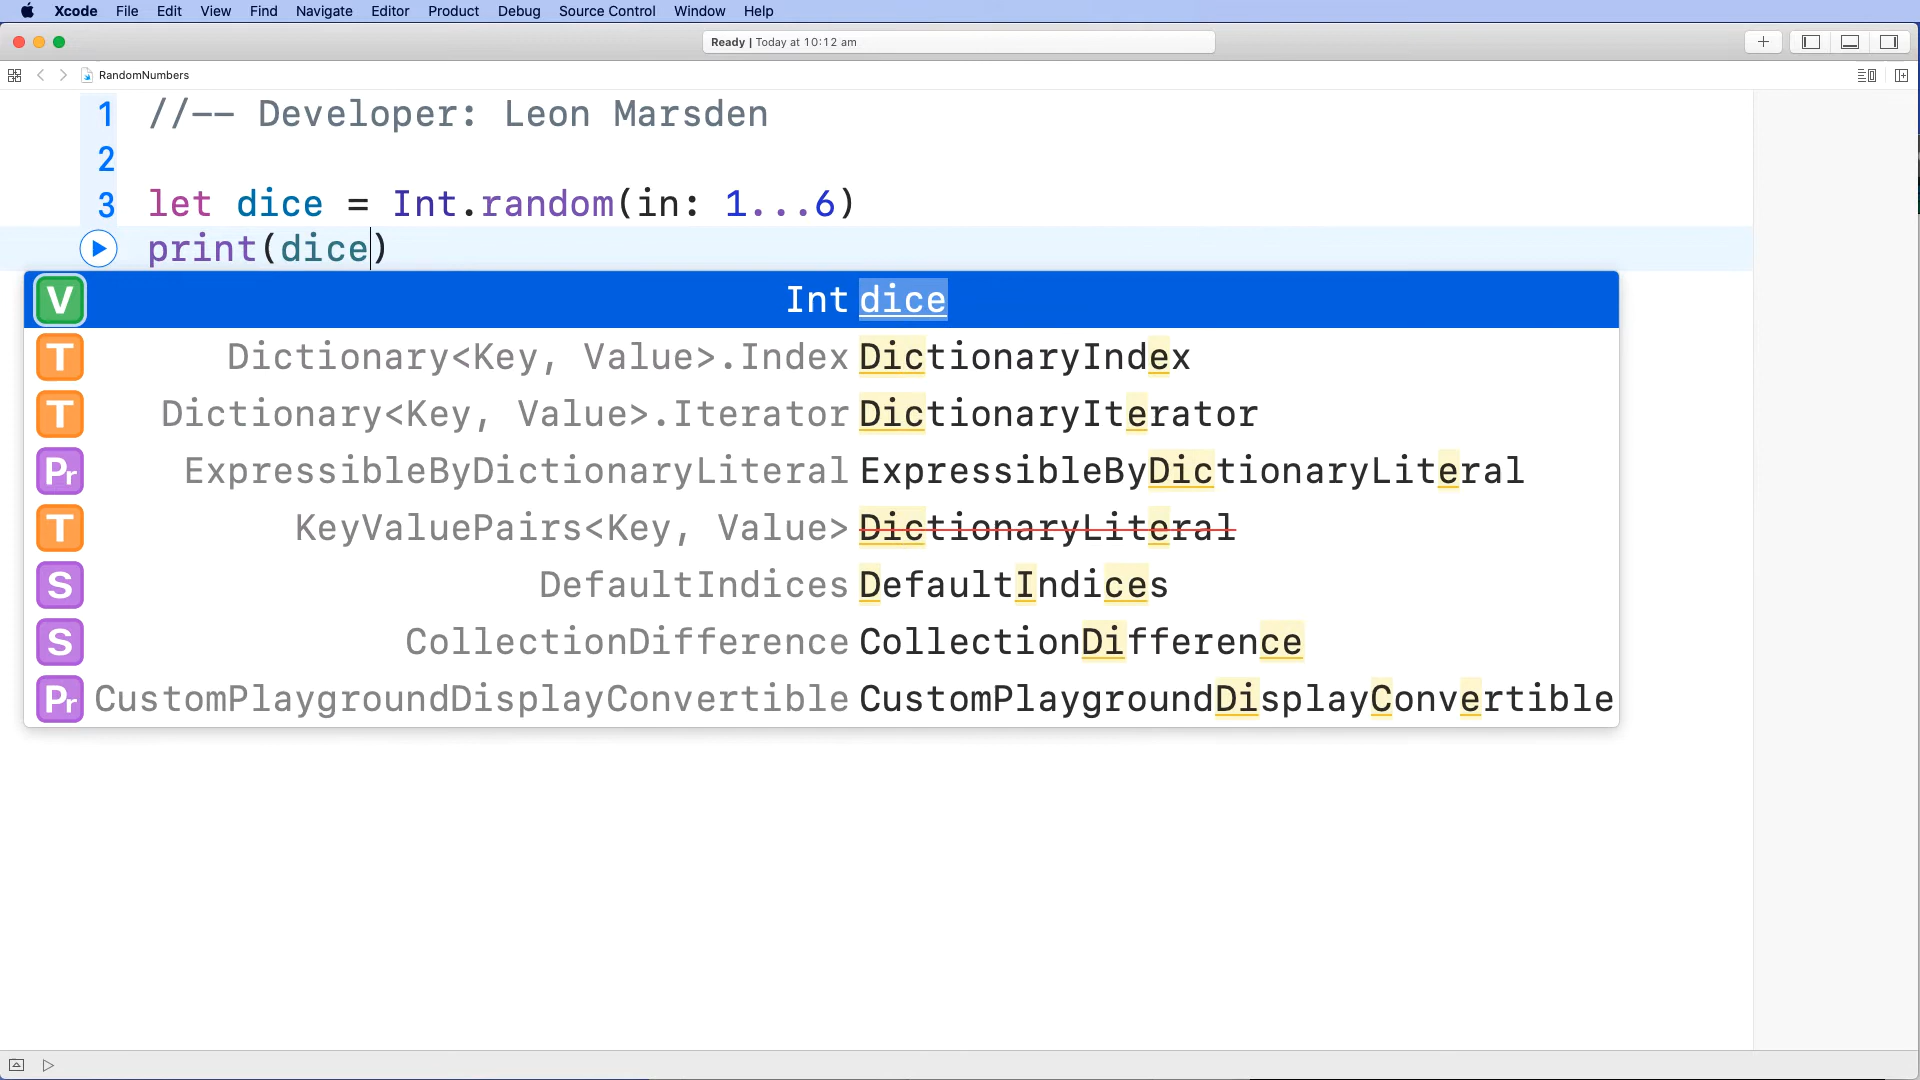 Xcode File Edit View Find Navigate Editor Product Debug Source Control Window Help
Ready | Today at 10:12 am
RandomNumbers
1 //-- Developer: Leon Marsden
2
3 let dice = Int.random(in: 1...6)
print(dice)
V Int dice
T Dictionary<Key, Value>.Index DictionaryIndex
T Dictionary<Key, Value>.Iterator DictionaryIterator
Pr ExpressibleByDictionaryLiteral ExpressibleByDictionaryLiteral
T KeyValuePairs<Key, Value> DictionaryLiteral
S DefaultIndices DefaultIndices
S CollectionDifference CollectionDifference
Pr CustomPlaygroundDisplayConvertible CustomPlaygroundDisplayConvertible